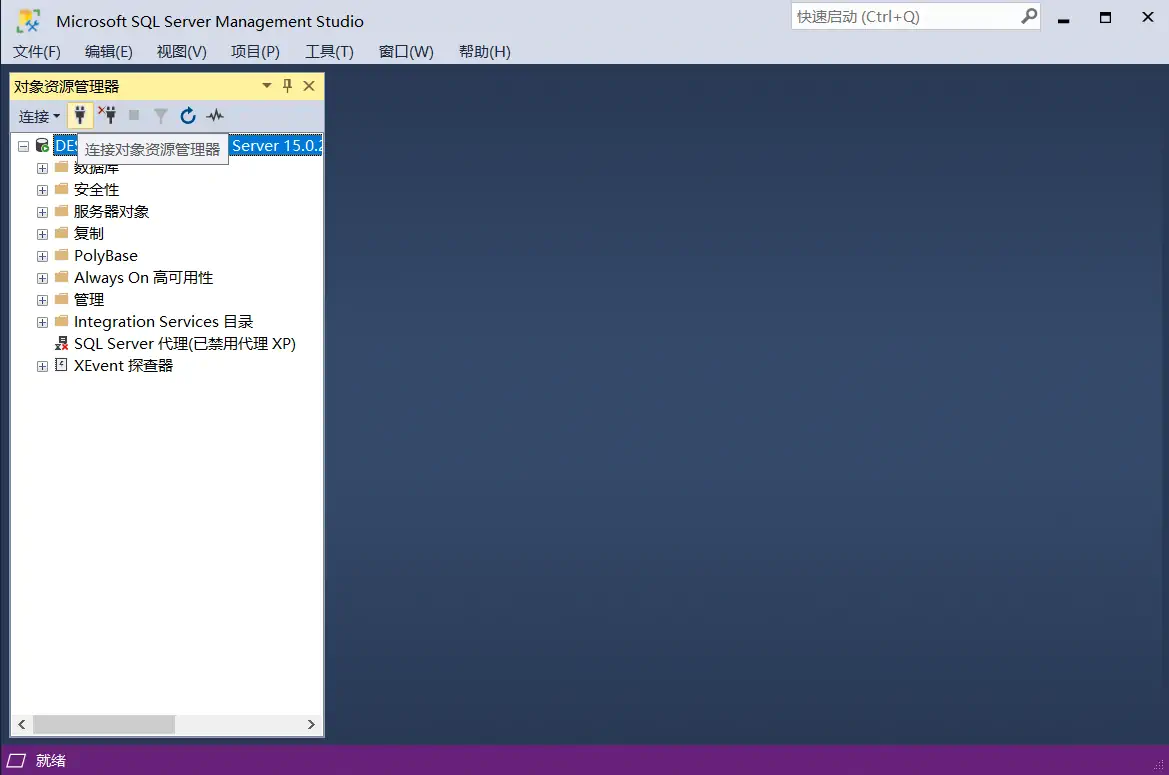 Microsoft SQL Server Management Studio
快速启动 (Ctrl+Q)
文件(F) 编辑(E) 视图(V) 项目(P) 工具(T) 窗口(W) 帮助(H)
对象资源管理器
连接
Server 15.0.2
连接对象资源管理器
数据库
安全性
服务器对象
复制
PolyBase
Always On 高可用性
管理
Integration Services 目录
SQL Server 代理(已禁用代理 XP)
XEvent 探查器
就绪